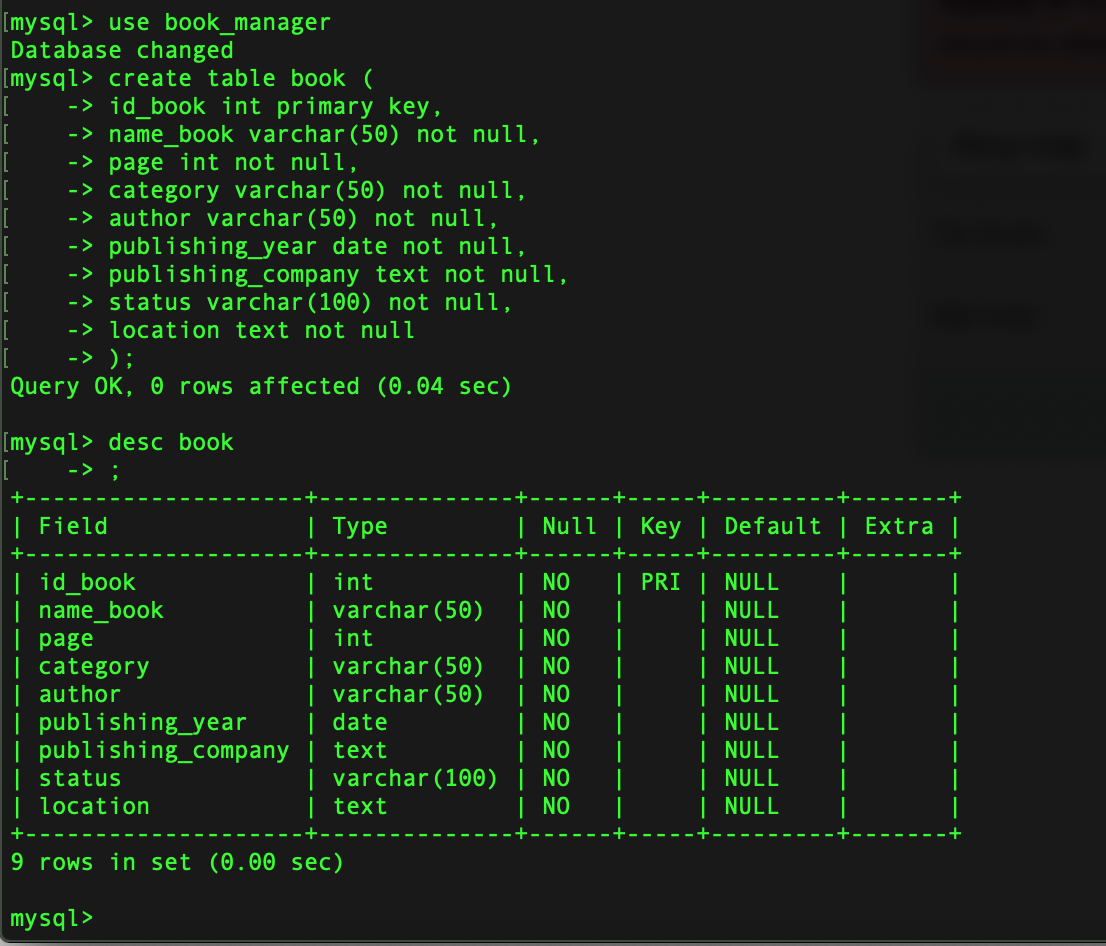 [mysql> use book_manager
Database changed
[mysql> create table book (
[    -> id_book int primary key,
[    -> name_book varchar(50) not null,
[    -> page int not null,
[    -> category varchar(50) not null,
[    -> author varchar(50) not null,
[    -> publishing_year date not null,
[    -> publishing_company text not null,
[    -> status varchar(100) not null,
[    -> location text not null
[    -> );
Query OK, 0 rows affected (0.04 sec)

[mysql> desc book
[    -> ;
+--------------------+--------------+------+-----+---------+-------+
| Field              | Type         | Null | Key | Default | Extra |
+--------------------+--------------+------+-----+---------+-------+
| id_book            | int          | NO   | PRI | NULL    |       |
| name_book          | varchar(50)  | NO   |     | NULL    |       |
| page               | int          | NO   |     | NULL    |       |
| category           | varchar(50)  | NO   |     | NULL    |       |
| author             | varchar(50)  | NO   |     | NULL    |       |
| publishing_year    | date         | NO   |     | NULL    |       |
| publishing_company | text         | NO   |     | NULL    |       |
| status             | varchar(100) | NO   |     | NULL    |       |
| location           | text         | NO   |     | NULL    |       |
+--------------------+--------------+------+-----+---------+-------+
9 rows in set (0.00 sec)

mysql>